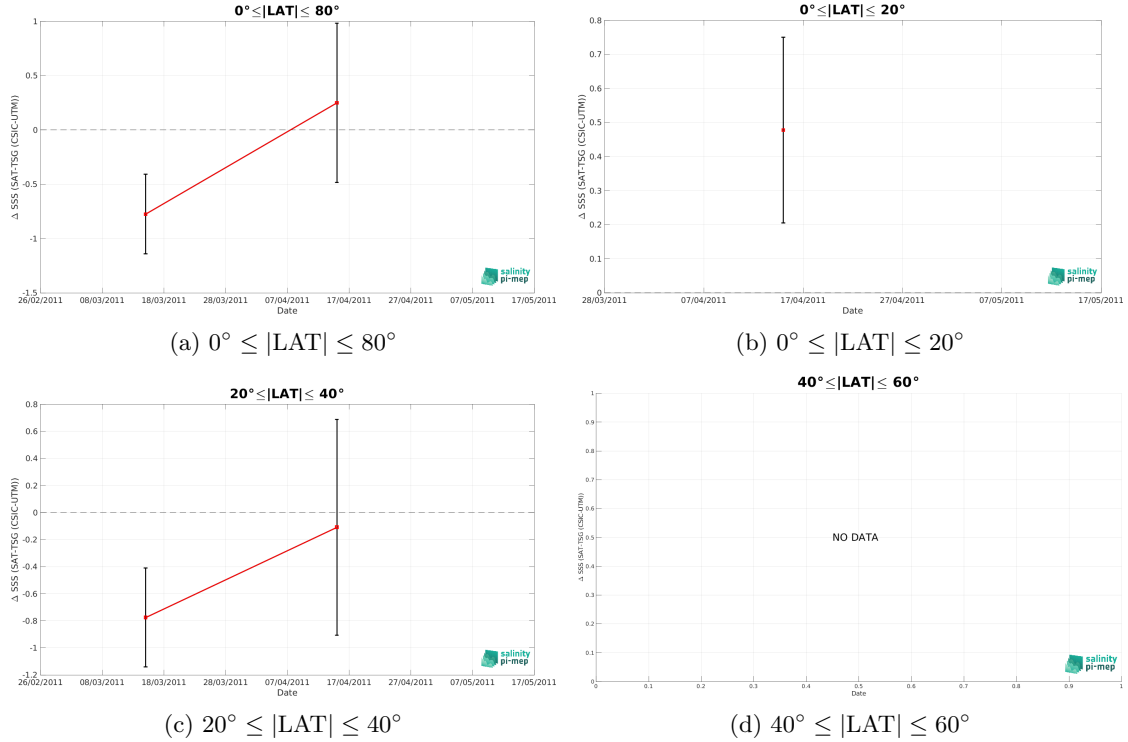 0°≤|LAT|≤ 80°
1
0.5
0
-0.5
-1
-1.5
Δ SSS (SAT-TSG (CSIC-UTM))
26/02/2011 08/03/2011 18/03/2011 28/03/2011 07/04/2011 17/04/2011 27/04/2011 07/05/2011 17/05/2011
Date
salinity
pi-mep
(a) 0° ≤ |LAT| ≤ 80°
0°≤|LAT|≤ 20°
0.8
0.7
0.6
0.5
0.4
0.3
0.2
0.1
0
Δ SSS (SAT-TSG (CSIC-UTM))
28/03/2011 07/04/2011 17/04/2011 27/04/2011 07/05/2011 17/05/2011
Date
salinity
pi-mep
(b) 0° ≤ |LAT| ≤ 20°
20°≤|LAT|≤ 40°
0.8
0.6
0.4
0.2
0
-0.2
-0.4
-0.6
-0.8
-1
-1.2
Δ SSS (SAT-TSG (CSIC-UTM))
26/02/2011 08/03/2011 18/03/2011 28/03/2011 07/04/2011 17/04/2011 27/04/2011 07/05/2011 17/05/2011
Date
salinity
pi-mep
(c) 20° ≤ |LAT| ≤ 40°
40°≤|LAT|≤ 60°
1
0.9
0.8
0.7
0.6
0.5
0.4
0.3
0.2
0.1
0
Δ SSS (SAT-TSG (CSIC-UTM))
NO DATA
0 0.1 0.2 0.3 0.4 0.5 0.6 0.7 0.8 0.9 1
Date
salinity
pi-mep
(d) 40° ≤ |LAT| ≤ 60°